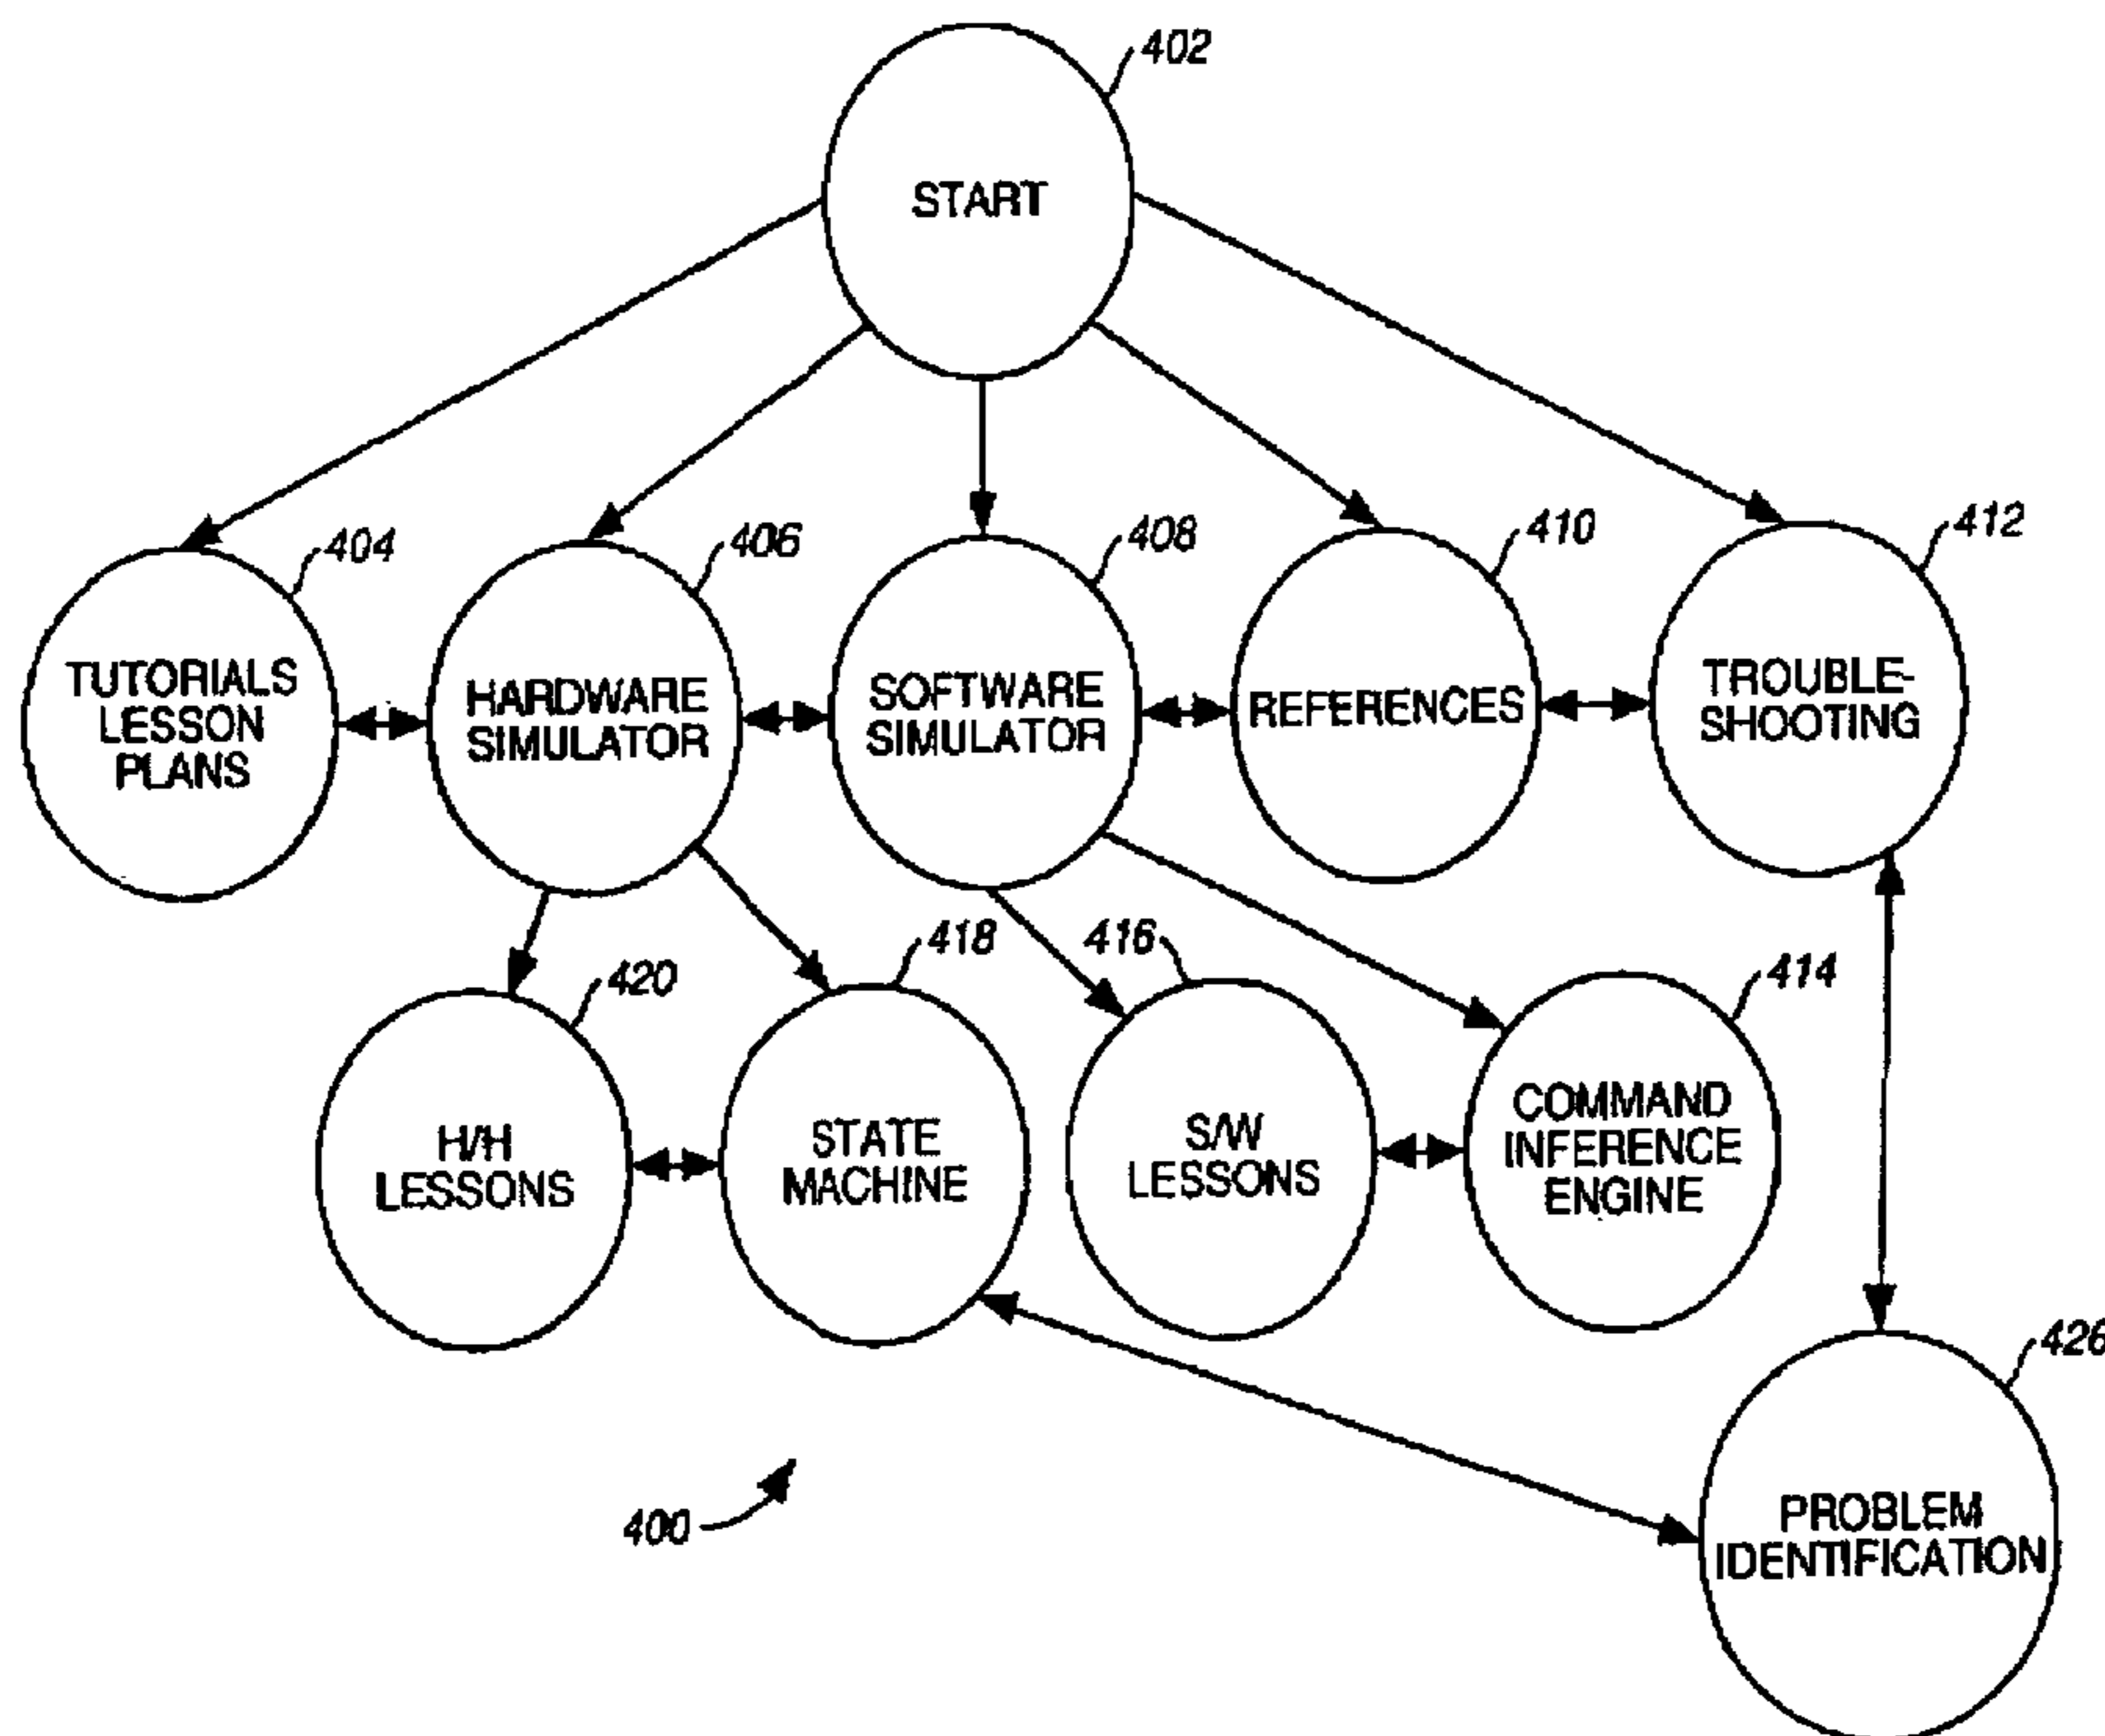 402
START
404
406
408
410
412
TUTORIALS
LESSON
PLANS
HARDWARE
SIMULATOR
SOFTWARE
SIMULATOR
REFERENCES
TROUBLE-
SHOOTING
420
418
416
414
H/H
LESSONS
STATE
MACHINE
S/W
LESSONS
COMMAND
INFERENCE
ENGINE
426
400
PROBLEM
IDENTIFICATION